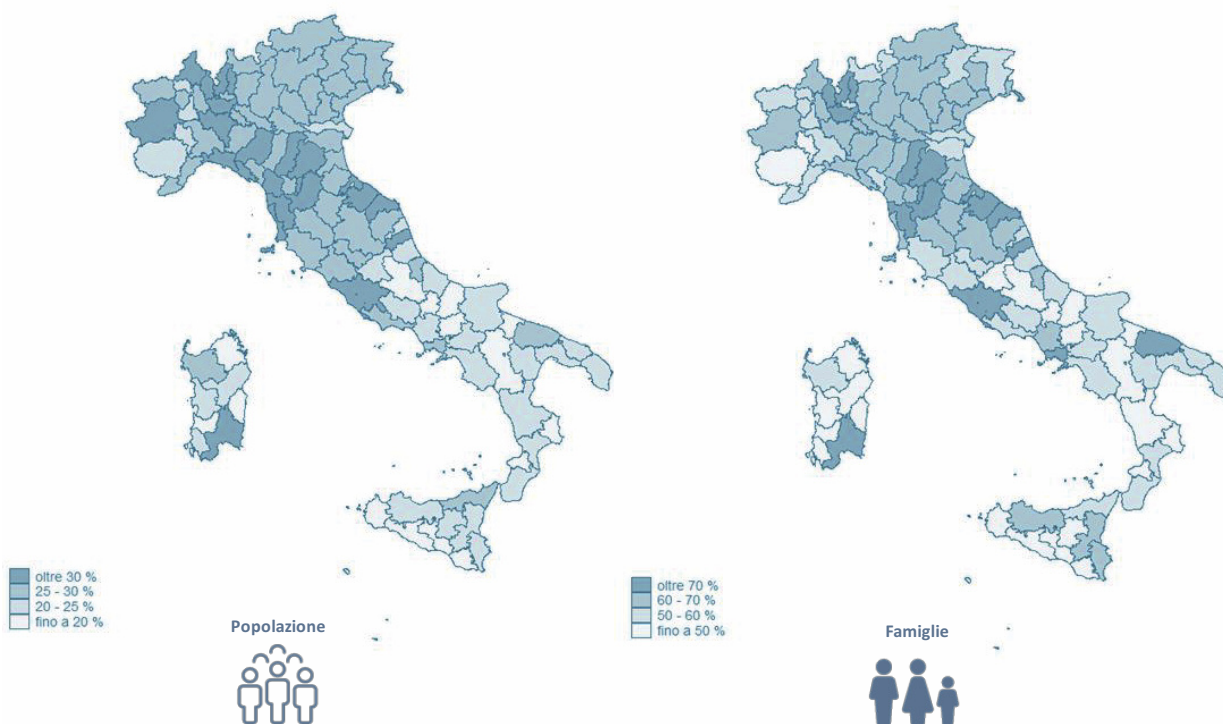 oltre 30 %
25 - 30 %
20 - 25 %
fino a 20 %
Popolazione
oltre 70 %
60 - 70 %
50 - 60 %
fino a 50 %
Famiglie